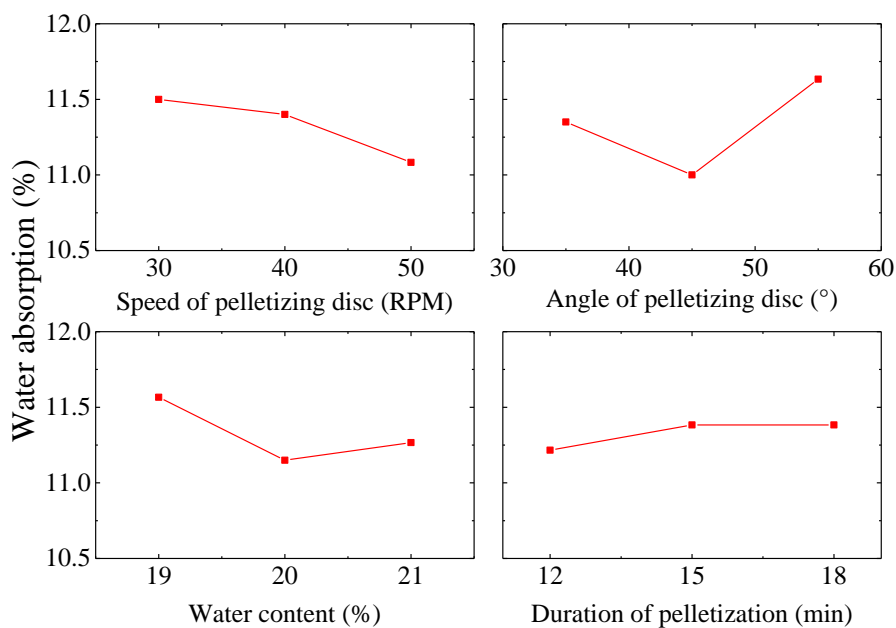 Water absorption (%)
12.0
11.5
11.0
10.5
30 40 50
Speed of pelletizing disc (RPM)
30 40 50 60
Angle of pelletizing disc (°)
12.0
11.5
11.0
10.5
19 20 21
Water content (%)
12 15 18
Duration of pelletization (min)